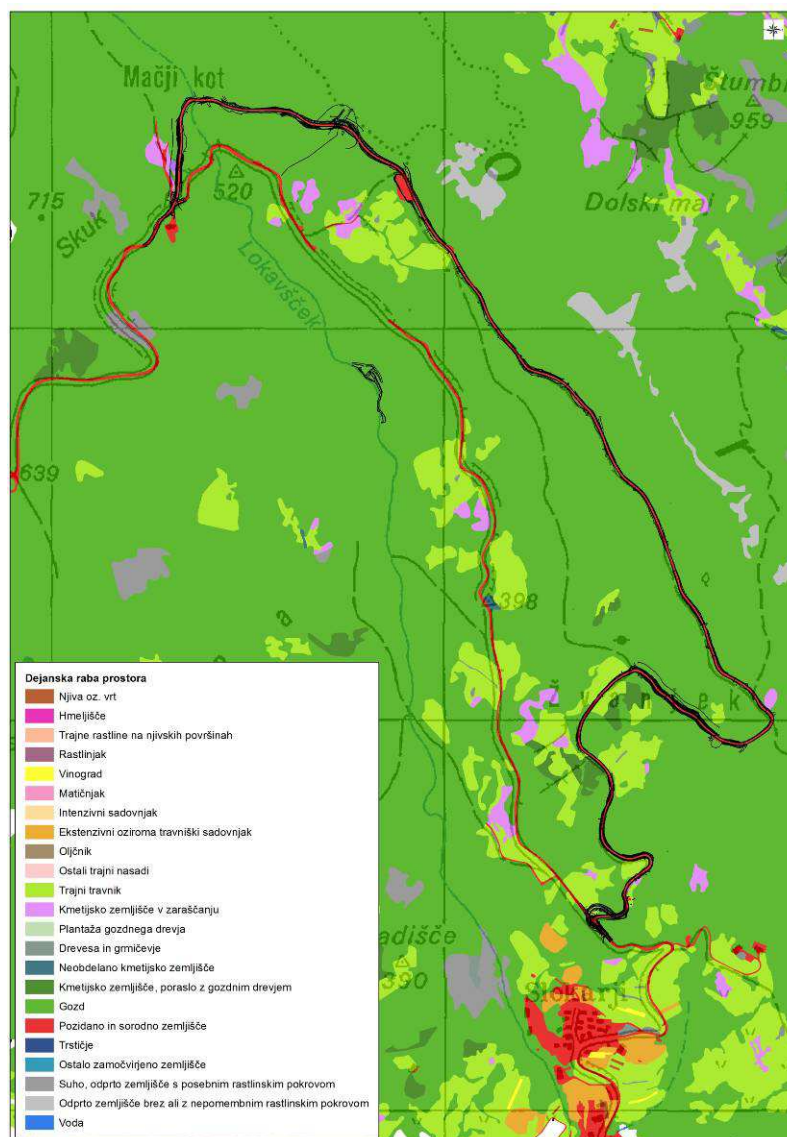 Mačji kot
Štumb
959
520
715
Skuk
Dolski maj
Lokavšček
639
398
Žvanček
adišče
390
Slokarji
Dejanska raba prostora
Njiva oz. vrt
Hmeljišče
Trajne rastline na njivskih površinah
Rastlinjak
Vinograd
Matičnjak
Intenzivni sadovnjak
Ekstenzivni oziroma travniški sadovnjak
Oljčnik
Ostali trajni nasadi
Trajni travnik
Kmetijsko zemljišče v zaraščanju
Plantaža gozdnega drevja
Drevesa in grmičevje
Neobdelano kmetijsko zemljišče
Kmetijsko zemljišče, poraslo z gozdnim drevjem
Gozd
Pozidano in sorodno zemljišče
Trstičje
Ostalo zamočvirjeno zemljišče
Suho, odprto zemljišče s posebnim rastlinskim pokrovom
Odprto zemljišče brez ali z nepomembnim rastlinskim pokrovom
Voda